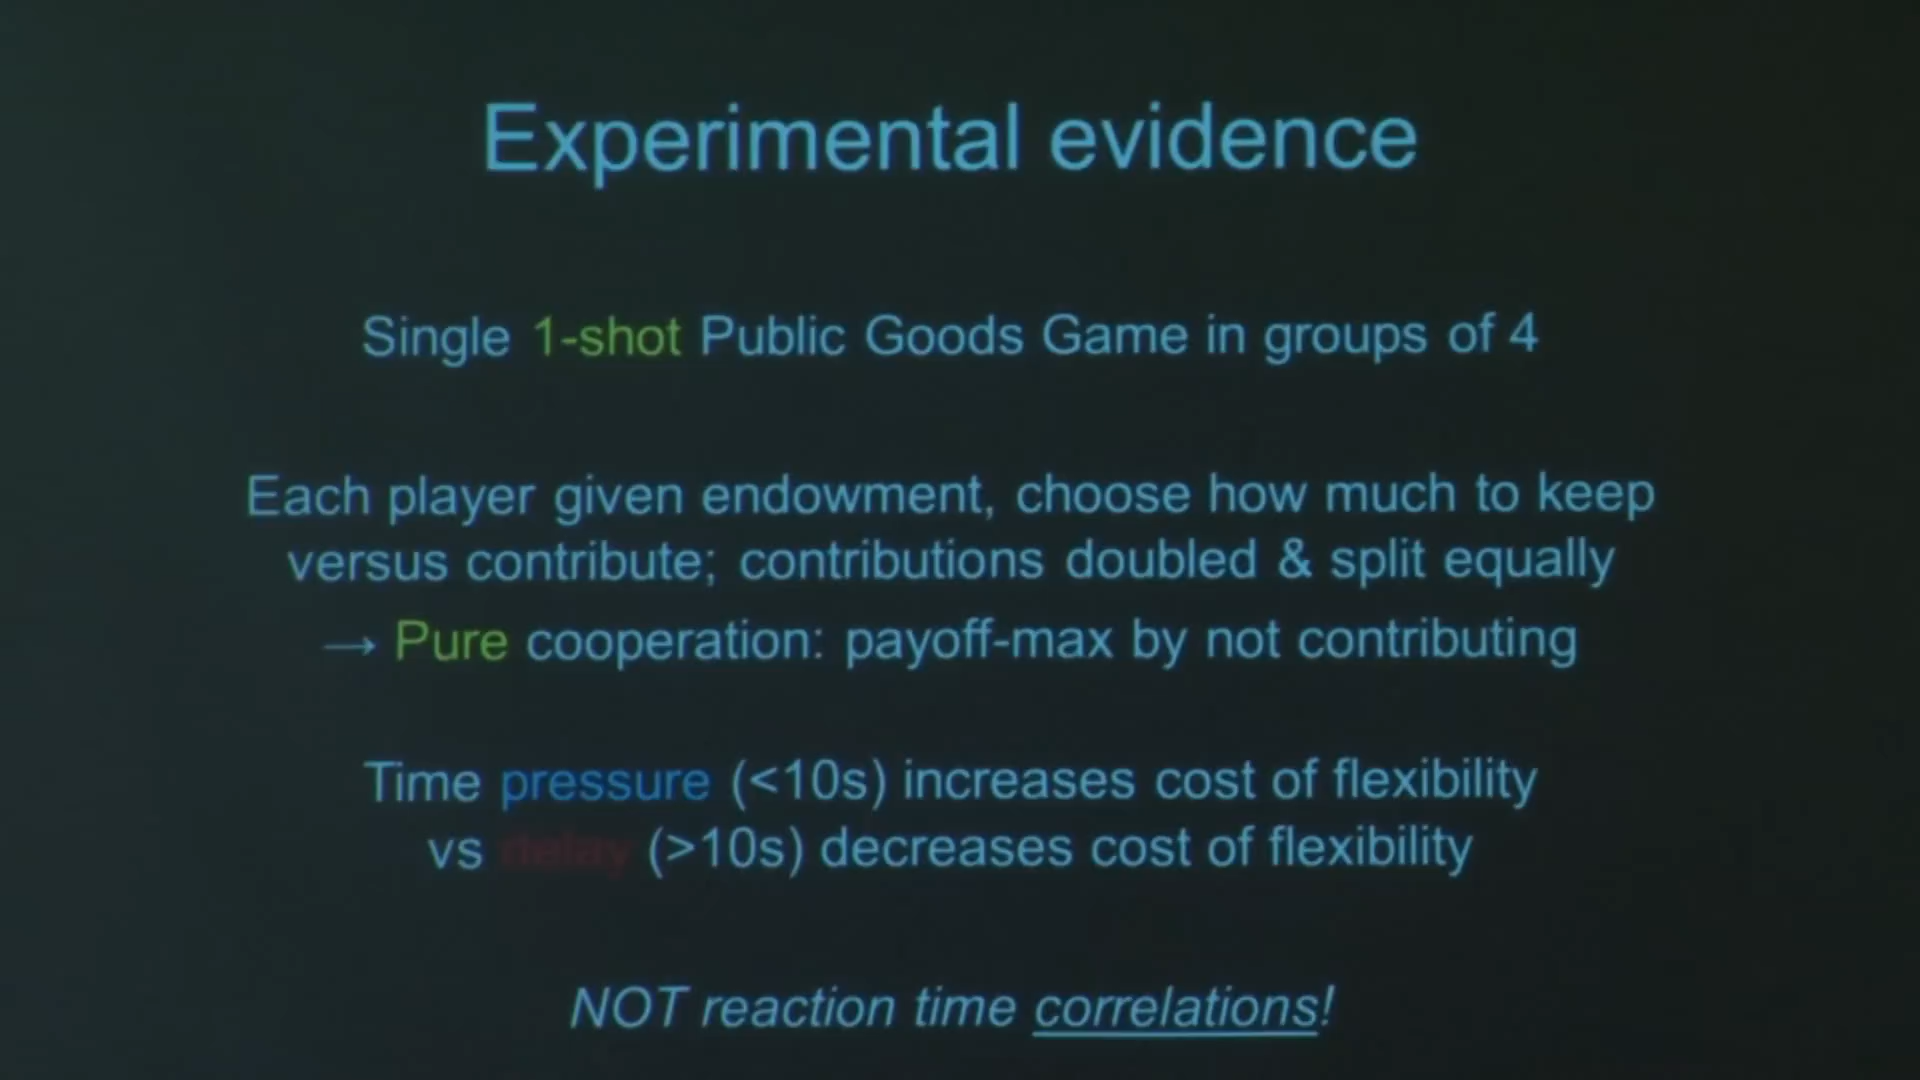 Experimental evidence
Single 1-shot Public Goods Game in groups of 4
Each player given endowment, choose how much to keep
versus contribute; contributions doubled & split equally
→ Pure cooperation: payoff-max by not contributing
Time pressure (<10s) increases cost of flexibility
vs delay (>10s) decreases cost of flexibility
NOT reaction time correlations!